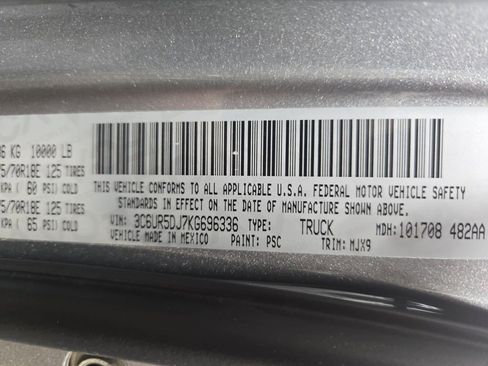 6 KG 10000 LB
5/70R18E 125 TIRES
KPA ( 60 PSI) COLD
5/70R18E 125 TIRES
KPA ( 65 PSI) COLD
THIS VEHICLE CONFORMS TO ALL APPLICABLE U.S.A. FEDERAL MOTOR VEHICLE SAFETY
STANDARDS IN EFFECT ON THE DATE OF MANUFACTURE SHOWN ABOVE
VIN: 3C6UR5DJ7KG696336 TYPE: TRUCK MDH: 101708 482AA
VEHICLE MADE IN MEXICO PAINT: PSC TRIM: MJX9